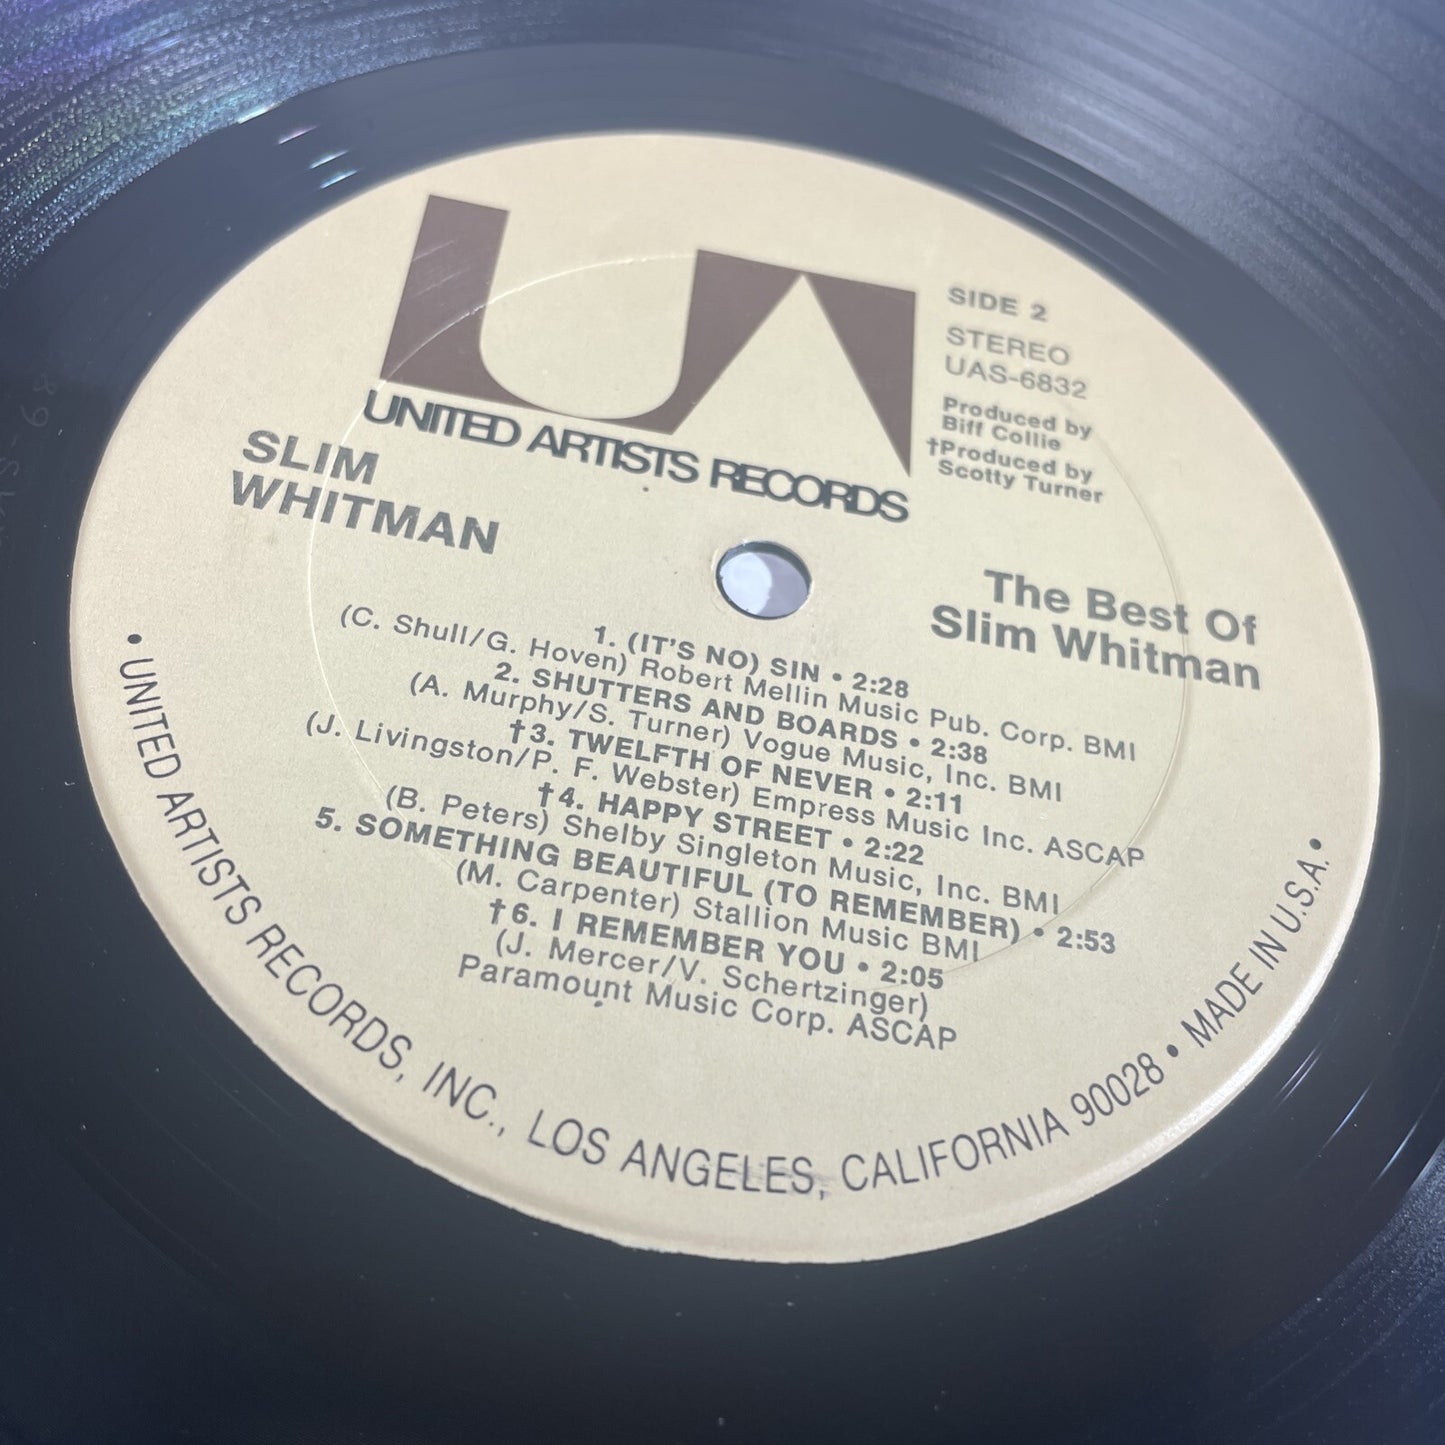 SIDE 2
STEREO
UAS-6832
Produced by
Biff Collie
†Produced by
Scotty Turner
UNITED ARTISTS RECORDS
SLIM
WHITMAN
The Best Of
Slim Whitman
1. (IT'S NO) SIN • 2:28
(C. Shull/G. Hoven) Robert Mellin Music Pub. Corp. BMI
2. SHUTTERS AND BOARDS • 2:38
(A. Murphy/S. Turner) Vogue Music, Inc. BMI
†3. TWELFTH OF NEVER • 2:11
(J. Livingston/P. F. Webster) Empress Music Inc. ASCAP
†4. HAPPY STREET • 2:22
(B. Peters) Shelby Singleton Music, Inc. BMI
5. SOMETHING BEAUTIFUL (TO REMEMBER) • 2:53
(M. Carpenter) Stallion Music BMI
†6. I REMEMBER YOU • 2:05
(J. Mercer/V. Schertzinger)
Paramount Music Corp. ASCAP
• UNITED ARTISTS RECORDS, INC., LOS ANGELES, CALIFORNIA 90028 • MADE IN U.S.A. •